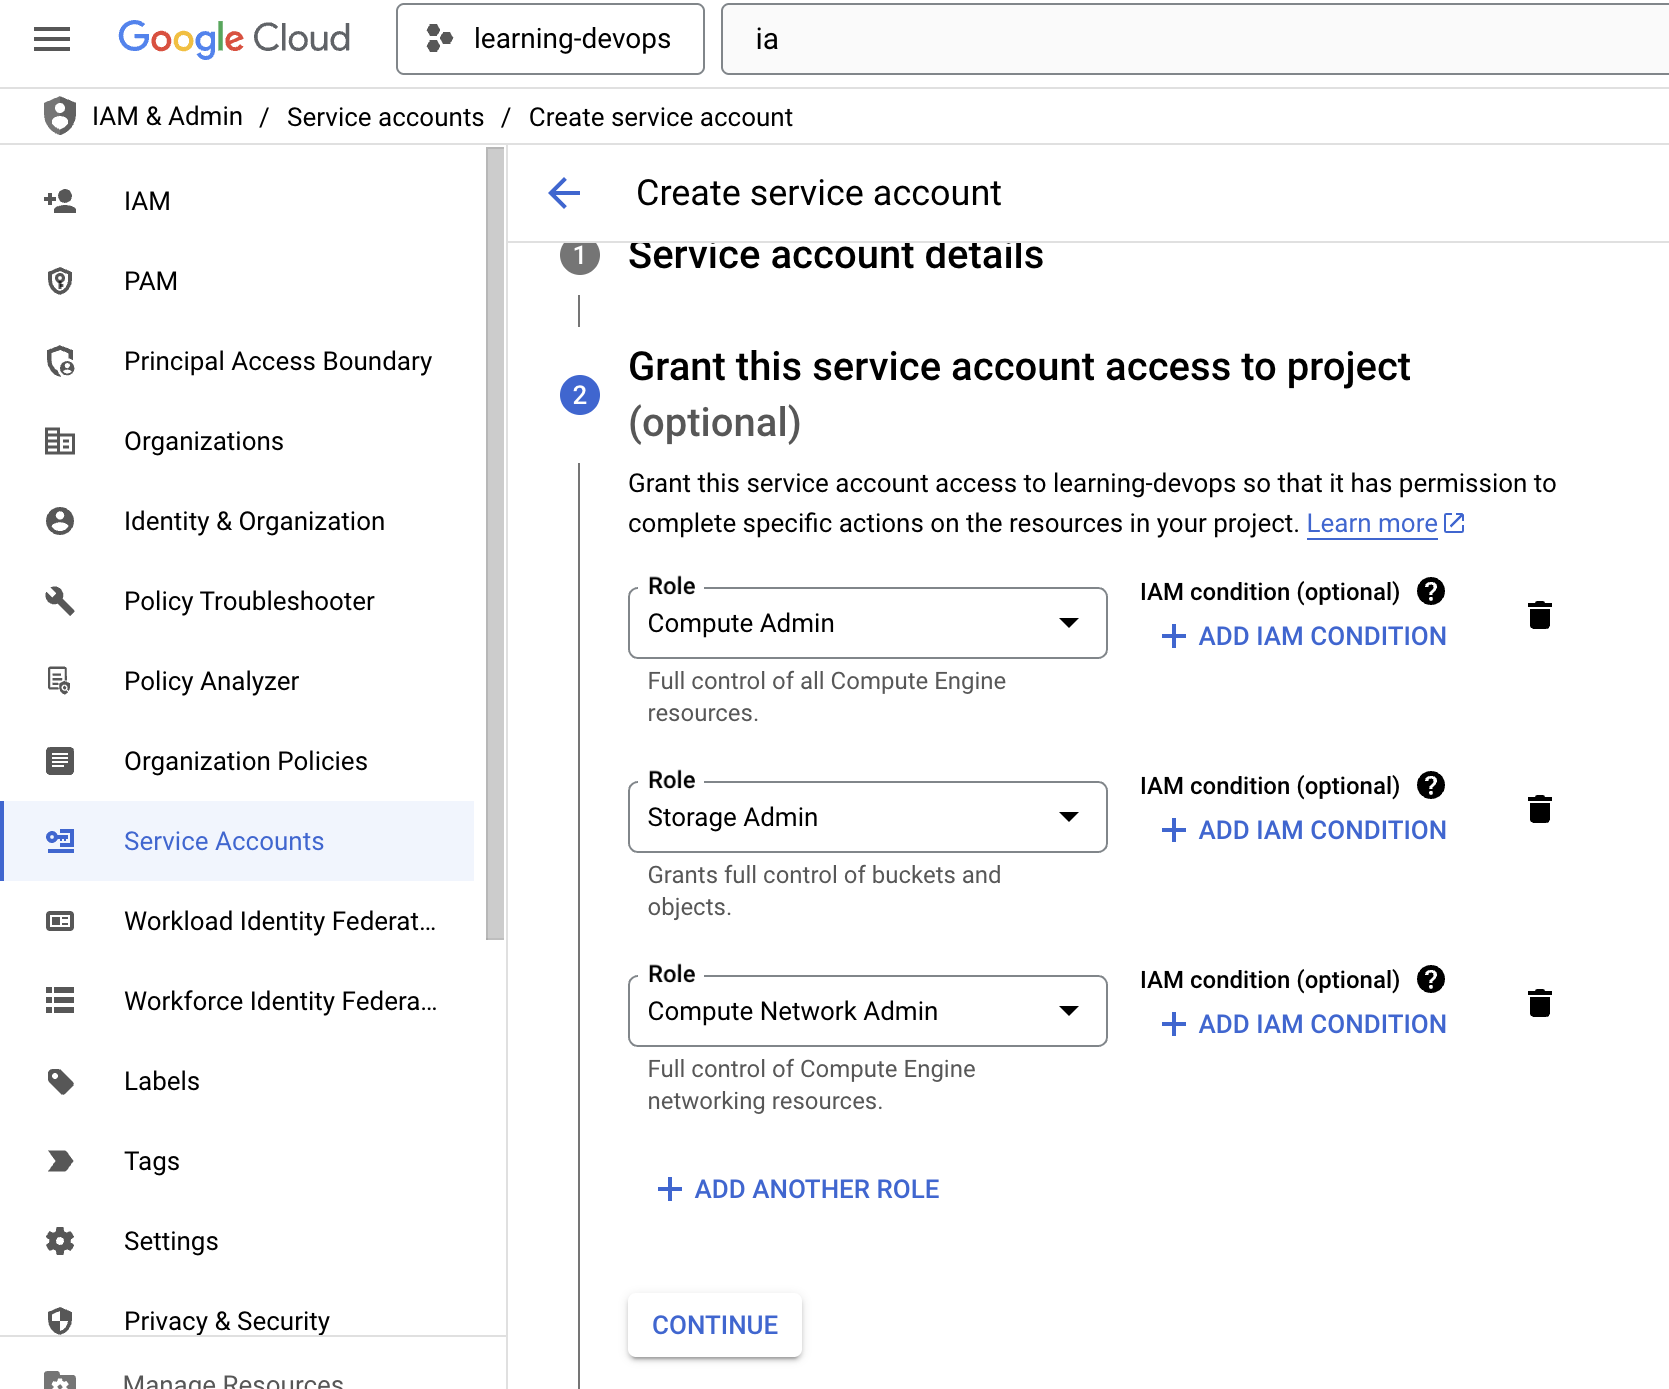 Google Cloud
learning-devops
ia
IAM & Admin / Service accounts / Create service account
IAM
PAM
Principal Access Boundary
Organizations
Identity & Organization
Policy Troubleshooter
Policy Analyzer
Organization Policies
Service Accounts
Workload Identity Federat...
Workforce Identity Federa...
Labels
Tags
Settings
Privacy & Security
Manage Resources
Create service account
1 Service account details
2 Grant this service account access to project
(optional)
Grant this service account access to learning-devops so that it has permission to
complete specific actions on the resources in your project. Learn more
Role
Compute Admin
Full control of all Compute Engine
resources.
IAM condition (optional) ?
+ ADD IAM CONDITION
Role
Storage Admin
Grants full control of buckets and
objects.
IAM condition (optional) ?
+ ADD IAM CONDITION
Role
Compute Network Admin
Full control of Compute Engine
networking resources.
IAM condition (optional) ?
+ ADD IAM CONDITION
+ ADD ANOTHER ROLE
CONTINUE